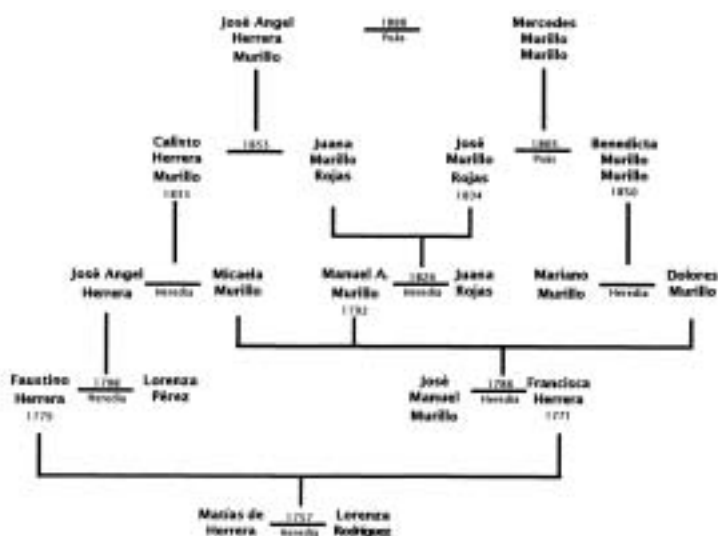 José Angel
Herrera
Murillo
1888
Mercedes
Murillo
Murillo
Calinto
Herrera
Murillo
1853
Juana
Murillo
Rojas
José
Murillo
Rojas
1834
Benedicta
Murillo
Murillo
1850
José Angel
Herrera
Heredia
Micaela
Murillo
Manuel A.
Murillo
1792
1826
Heredia
Juana
Rojas
Mariano
Murillo
Heredia
Dolores
Murillo
Faustino
Herrera
1779
1798
Heredia
Lorenza
Pérez
José
Manuel
Murillo
1788
Heredia
Francisca
Herrera
1771
Matías de
Herrera
1757
Heredia
Lorenza
Rodríguez